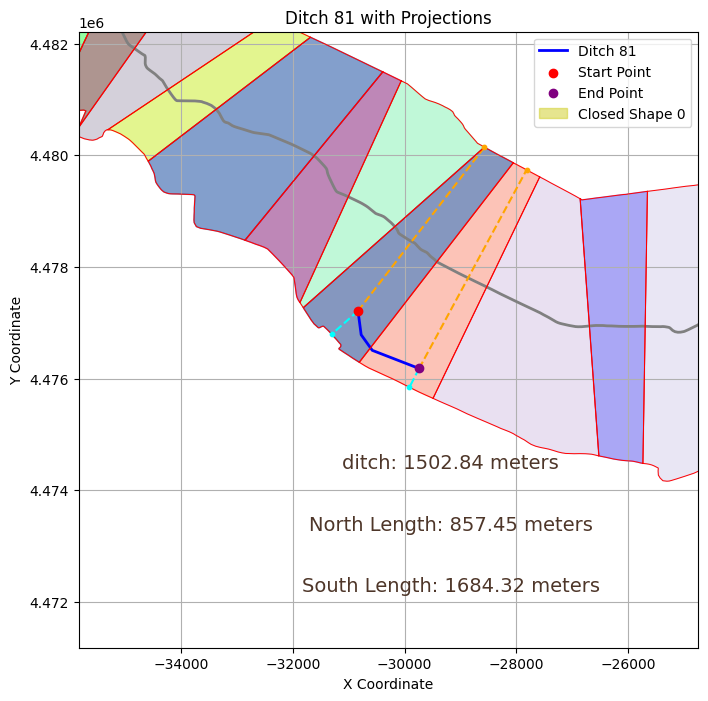 Ditch 81 with Projections
1e6
Ditch 81
Start Point
End Point
Closed Shape 0
4.482
4.480
4.478
4.476
4.474
4.472
Y Coordinate
ditch: 1502.84 meters
North Length: 857.45 meters
South Length: 1684.32 meters
−34000 −32000 −30000 −28000 −26000
X Coordinate